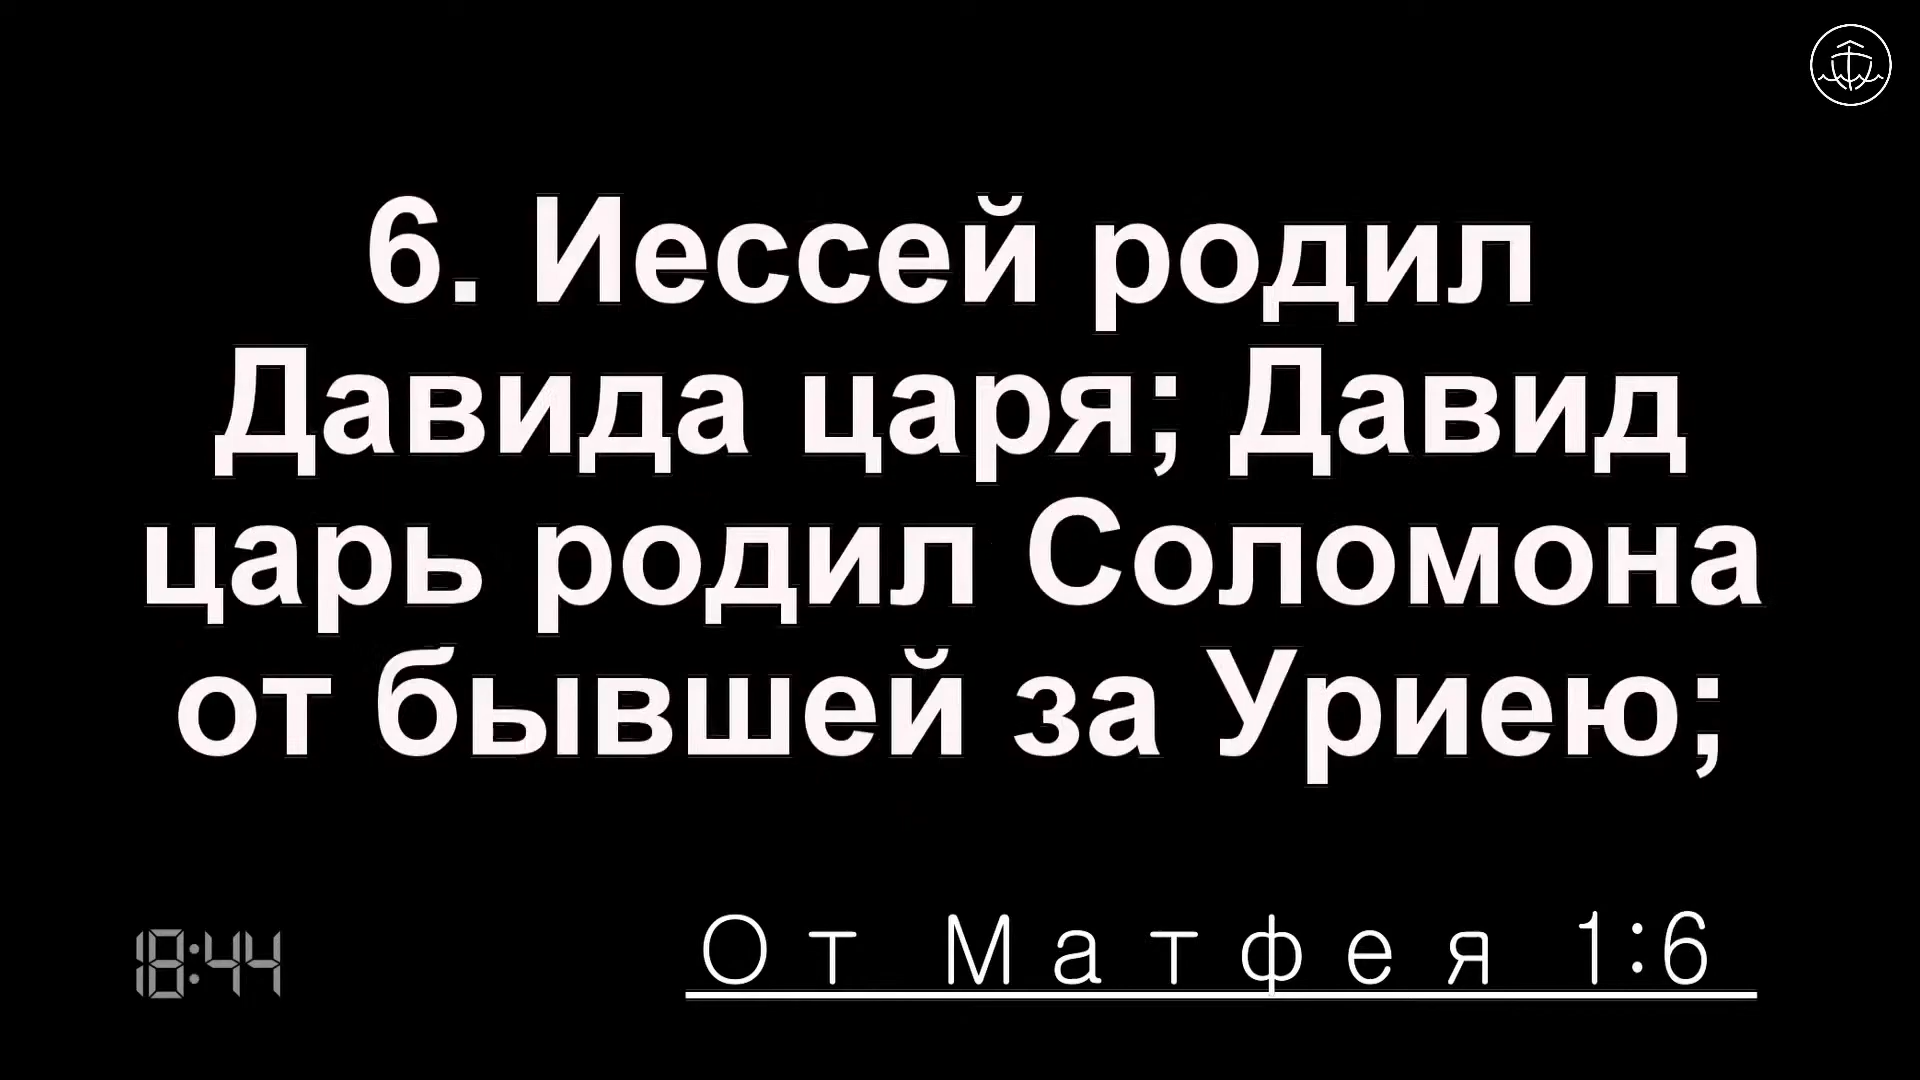 6. Иессей родил
Давида царя; Давид
царь родил Соломона
от бывшей за Уриею;
18:44
От Матфея 1:6